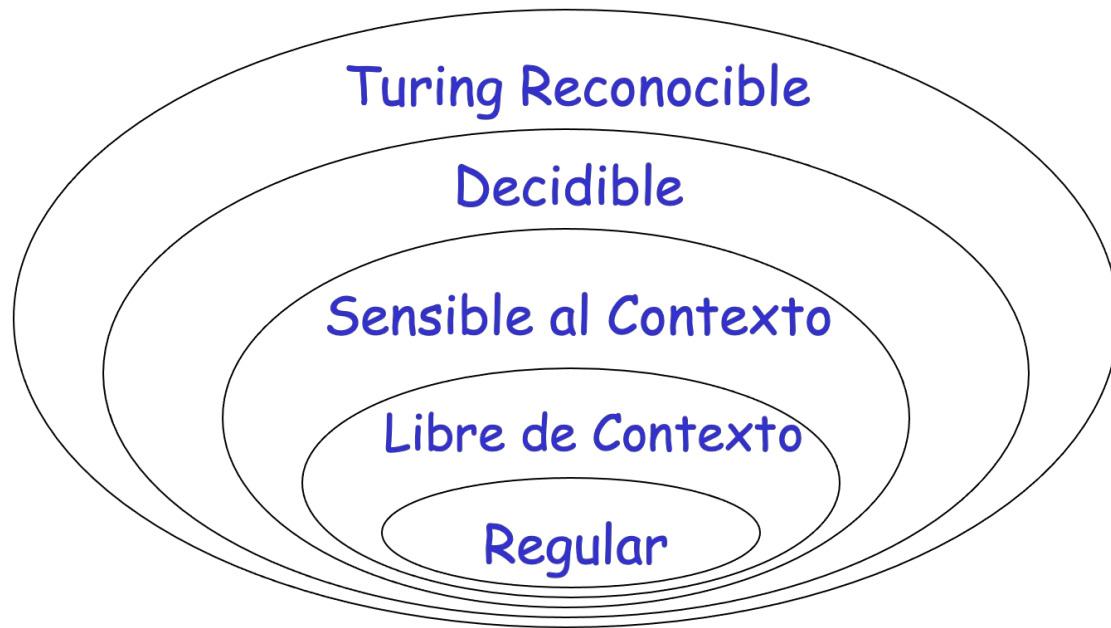 Turing Reconocible
Decidible
Sensible al Contexto
Libre de Contexto
Regular